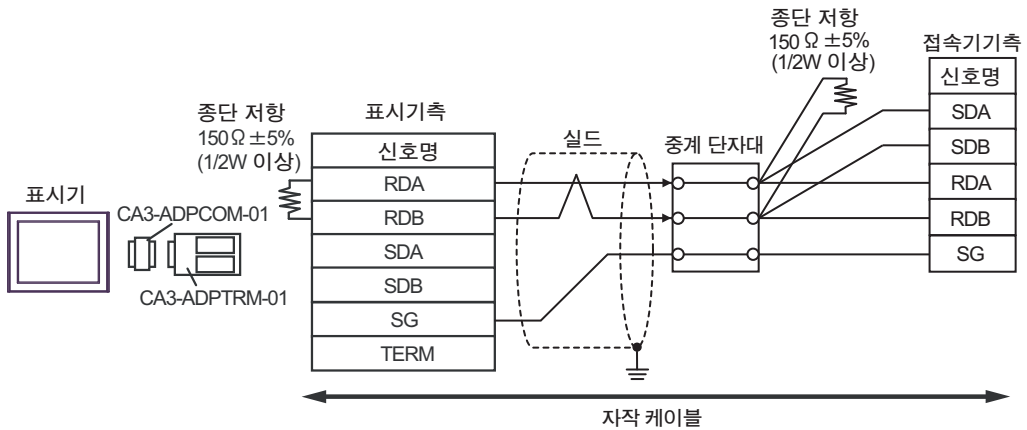 종단 저항
150 Ω ±5%
(1/2W 이상)
접속기기측
신호명
SDA
SDB
RDA
RDB
SG
종단 저항
150Ω ±5%
(1/2W 이상)
표시기측
신호명
RDA
RDB
SDA
SDB
SG
TERM
실드
중계 단자대
표시기
CA3-ADPCOM-01
CA3-ADPTRM-01
자작 케이블